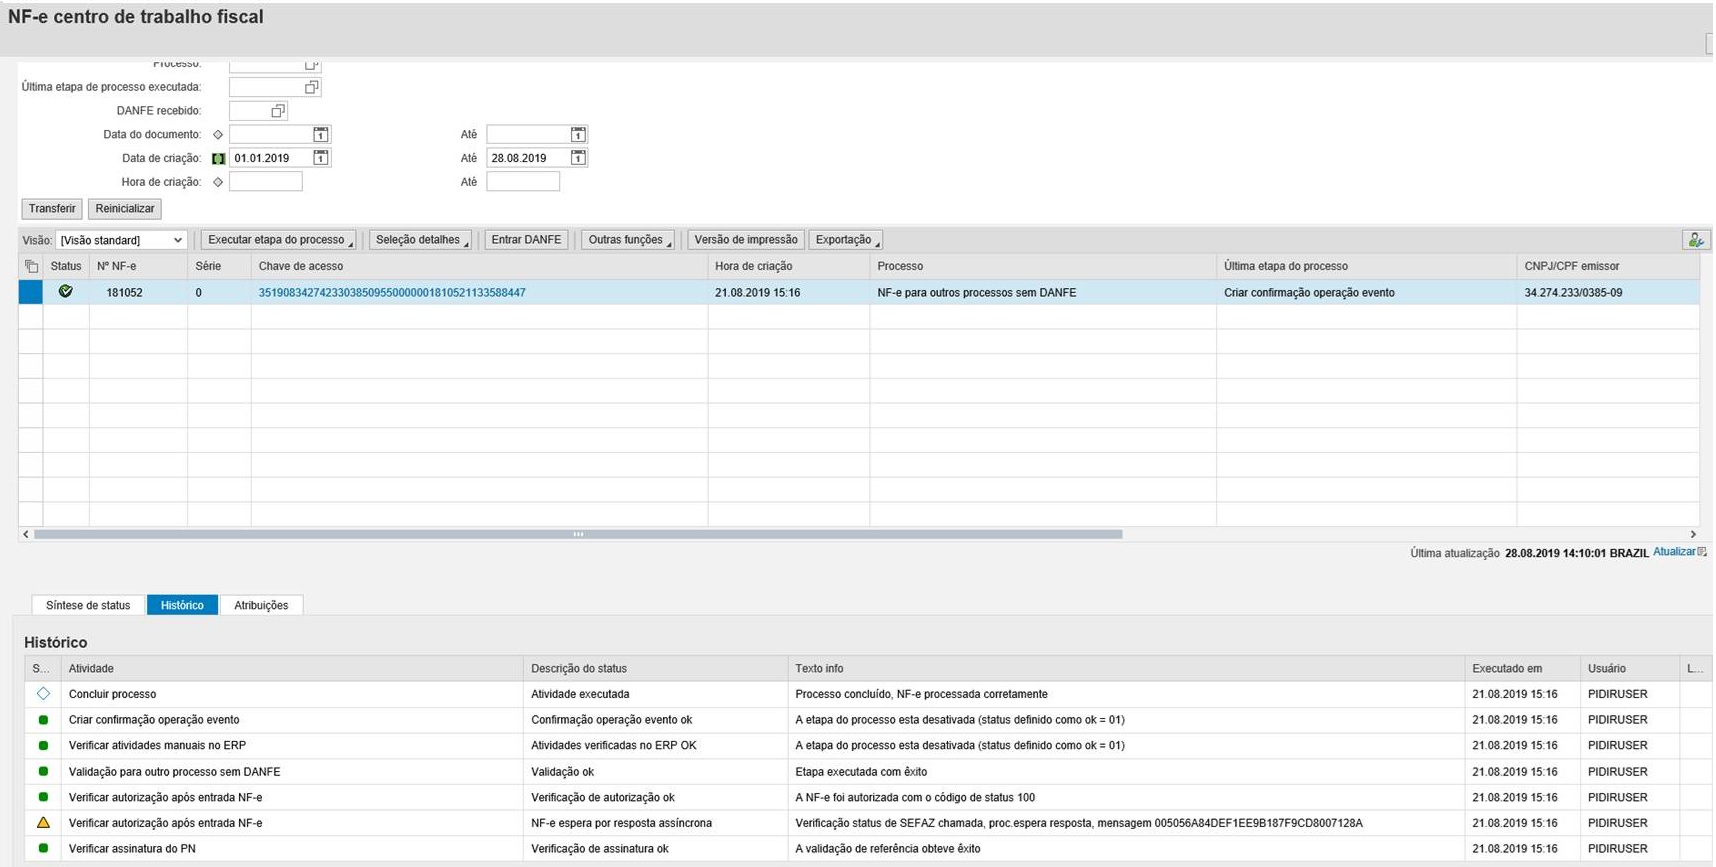 NF-e centro de trabalho fiscal
Processo:
Última etapa de processo executada:
DANFE recebido:
Data do documento: Até
Data de criação: 01.01.2019 Até 28.08.2019
Hora de criação: Até
Transferir Reinicializar
Visão: [Visão standard] Executar etapa do processo Seleção detalhes Entrar DANFE Outras funções Versão de impressão Exportação
Status Nº NF-e Série Chave de acesso Hora de criação Processo Última etapa do processo CNPJ/CPF emissor
181052 0 35190834274233038509550000001810521133588447 21.08.2019 15:16 NF-e para outros processos sem DANFE Criar confirmação operação evento 34.274.233/0385-09
Última atualização 28.08.2019 14:10:01 BRAZIL Atualizar
Síntese de status Histórico Atribuições
Histórico
S... Atividade Descrição do status Texto info Executado em Usuário L...
Concluir processo Atividade executada Processo concluído, NF-e processada corretamente 21.08.2019 15:16 PIDIRUSER
Criar confirmação operação evento Confirmação operação evento ok A etapa do processo esta desativada (status definido como ok = 01) 21.08.2019 15:16 PIDIRUSER
Verificar atividades manuais no ERP Atividades verificadas no ERP OK A etapa do processo esta desativada (status definido como ok = 01) 21.08.2019 15:16 PIDIRUSER
Validação para outro processo sem DANFE Validação ok Etapa executada com êxito 21.08.2019 15:16 PIDIRUSER
Verificar autorização após entrada NF-e Verificação de autorização ok A NF-e foi autorizada com o código de status 100 21.08.2019 15:16 PIDIRUSER
Verificar autorização após entrada NF-e NF-e espera por resposta assíncrona Verificação status de SEFAZ chamada, proc.espera resposta, mensagem 005056A84DEF1EE9B187F9CD8007128A 21.08.2019 15:16 PIDIRUSER
Verificar assinatura do PN Verificação de assinatura ok A validação de referência obteve êxito 21.08.2019 15:16 PIDIRUSER